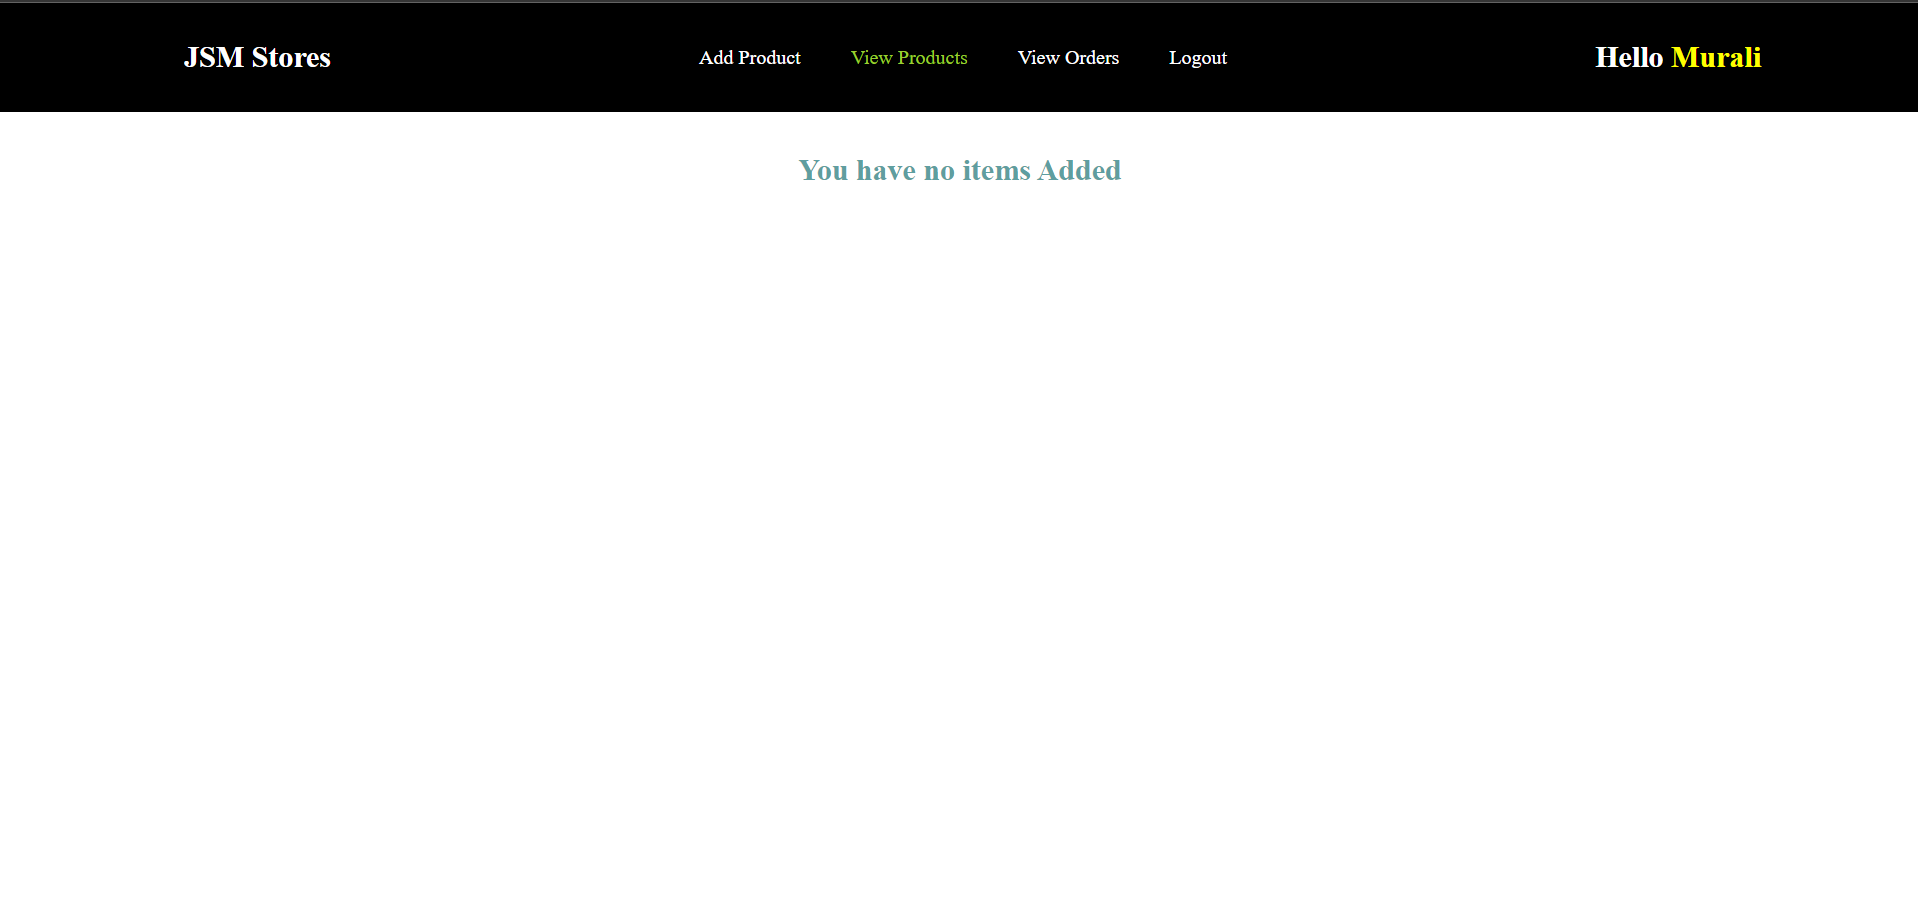 JSM Stores
Add Product
View Products
View Orders
Logout
Hello Murali
You have no items Added